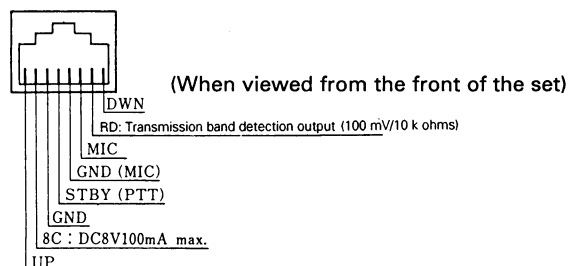 (When viewed from the front of the set)
DWN
RD: Transmission band detection output (100 mV/10 k ohms)
MIC
GND (MIC)
STBY (PTT)
GND
8C : DC8V100mA max.
UP